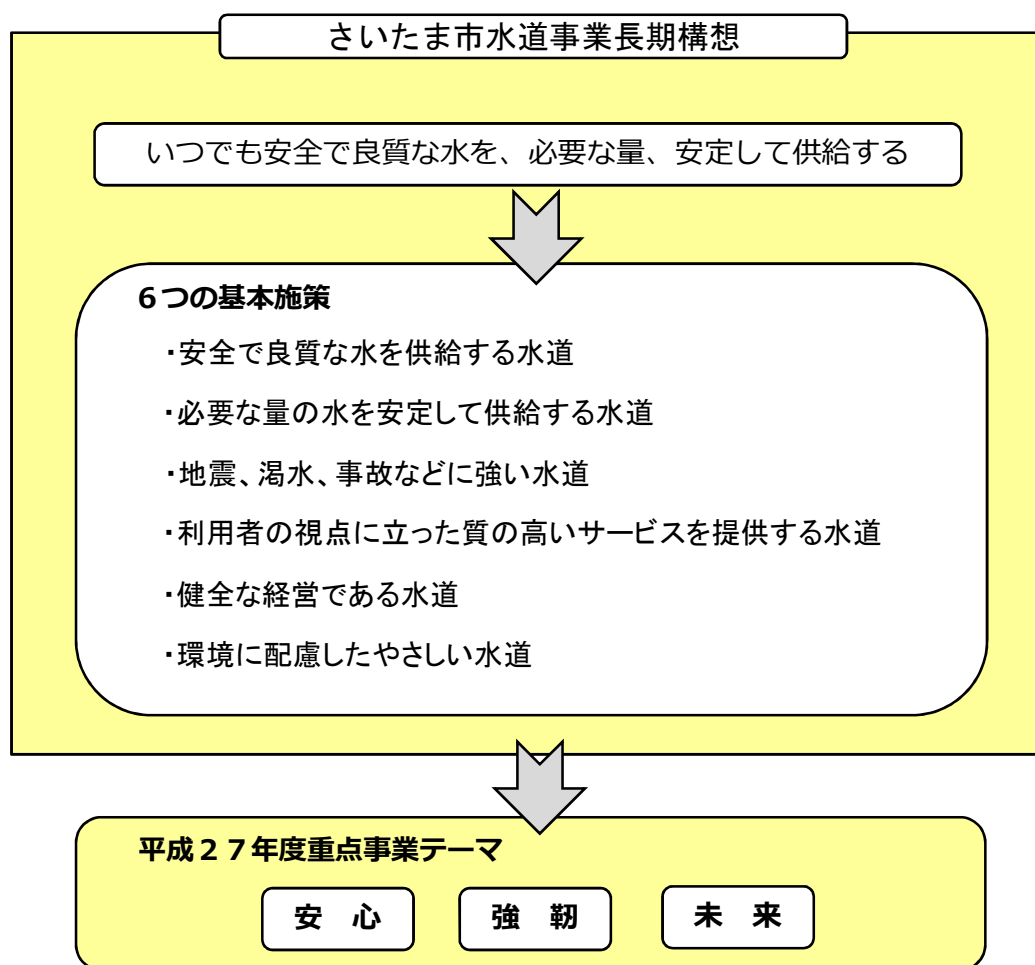 さいたま市水道事業長期構想
いつでも安全で良質な水を、必要な量、安定して供給する
６つの基本施策
・安全で良質な水を供給する水道
・必要な量の水を安定して供給する水道
・地震、渇水、事故などに強い水道
・利用者の視点に立った質の高いサービスを提供する水道
・健全な経営である水道
・環境に配慮したやさしい水道
平成２７年度重点事業テーマ
安　心
強　靭
未　来